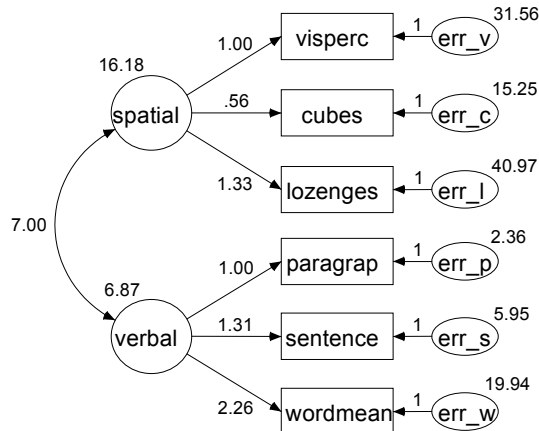 31.56
1.00 visperc 1 err_v
16.18
15.25
spatial .56 cubes 1 err_c
40.97
1.33 lozenges 1 err_l
7.00
2.36
1.00 paragrap 1 err_p
6.87
5.95
verbal 1.31 sentence 1 err_s
19.94
2.26 wordmean 1 err_w